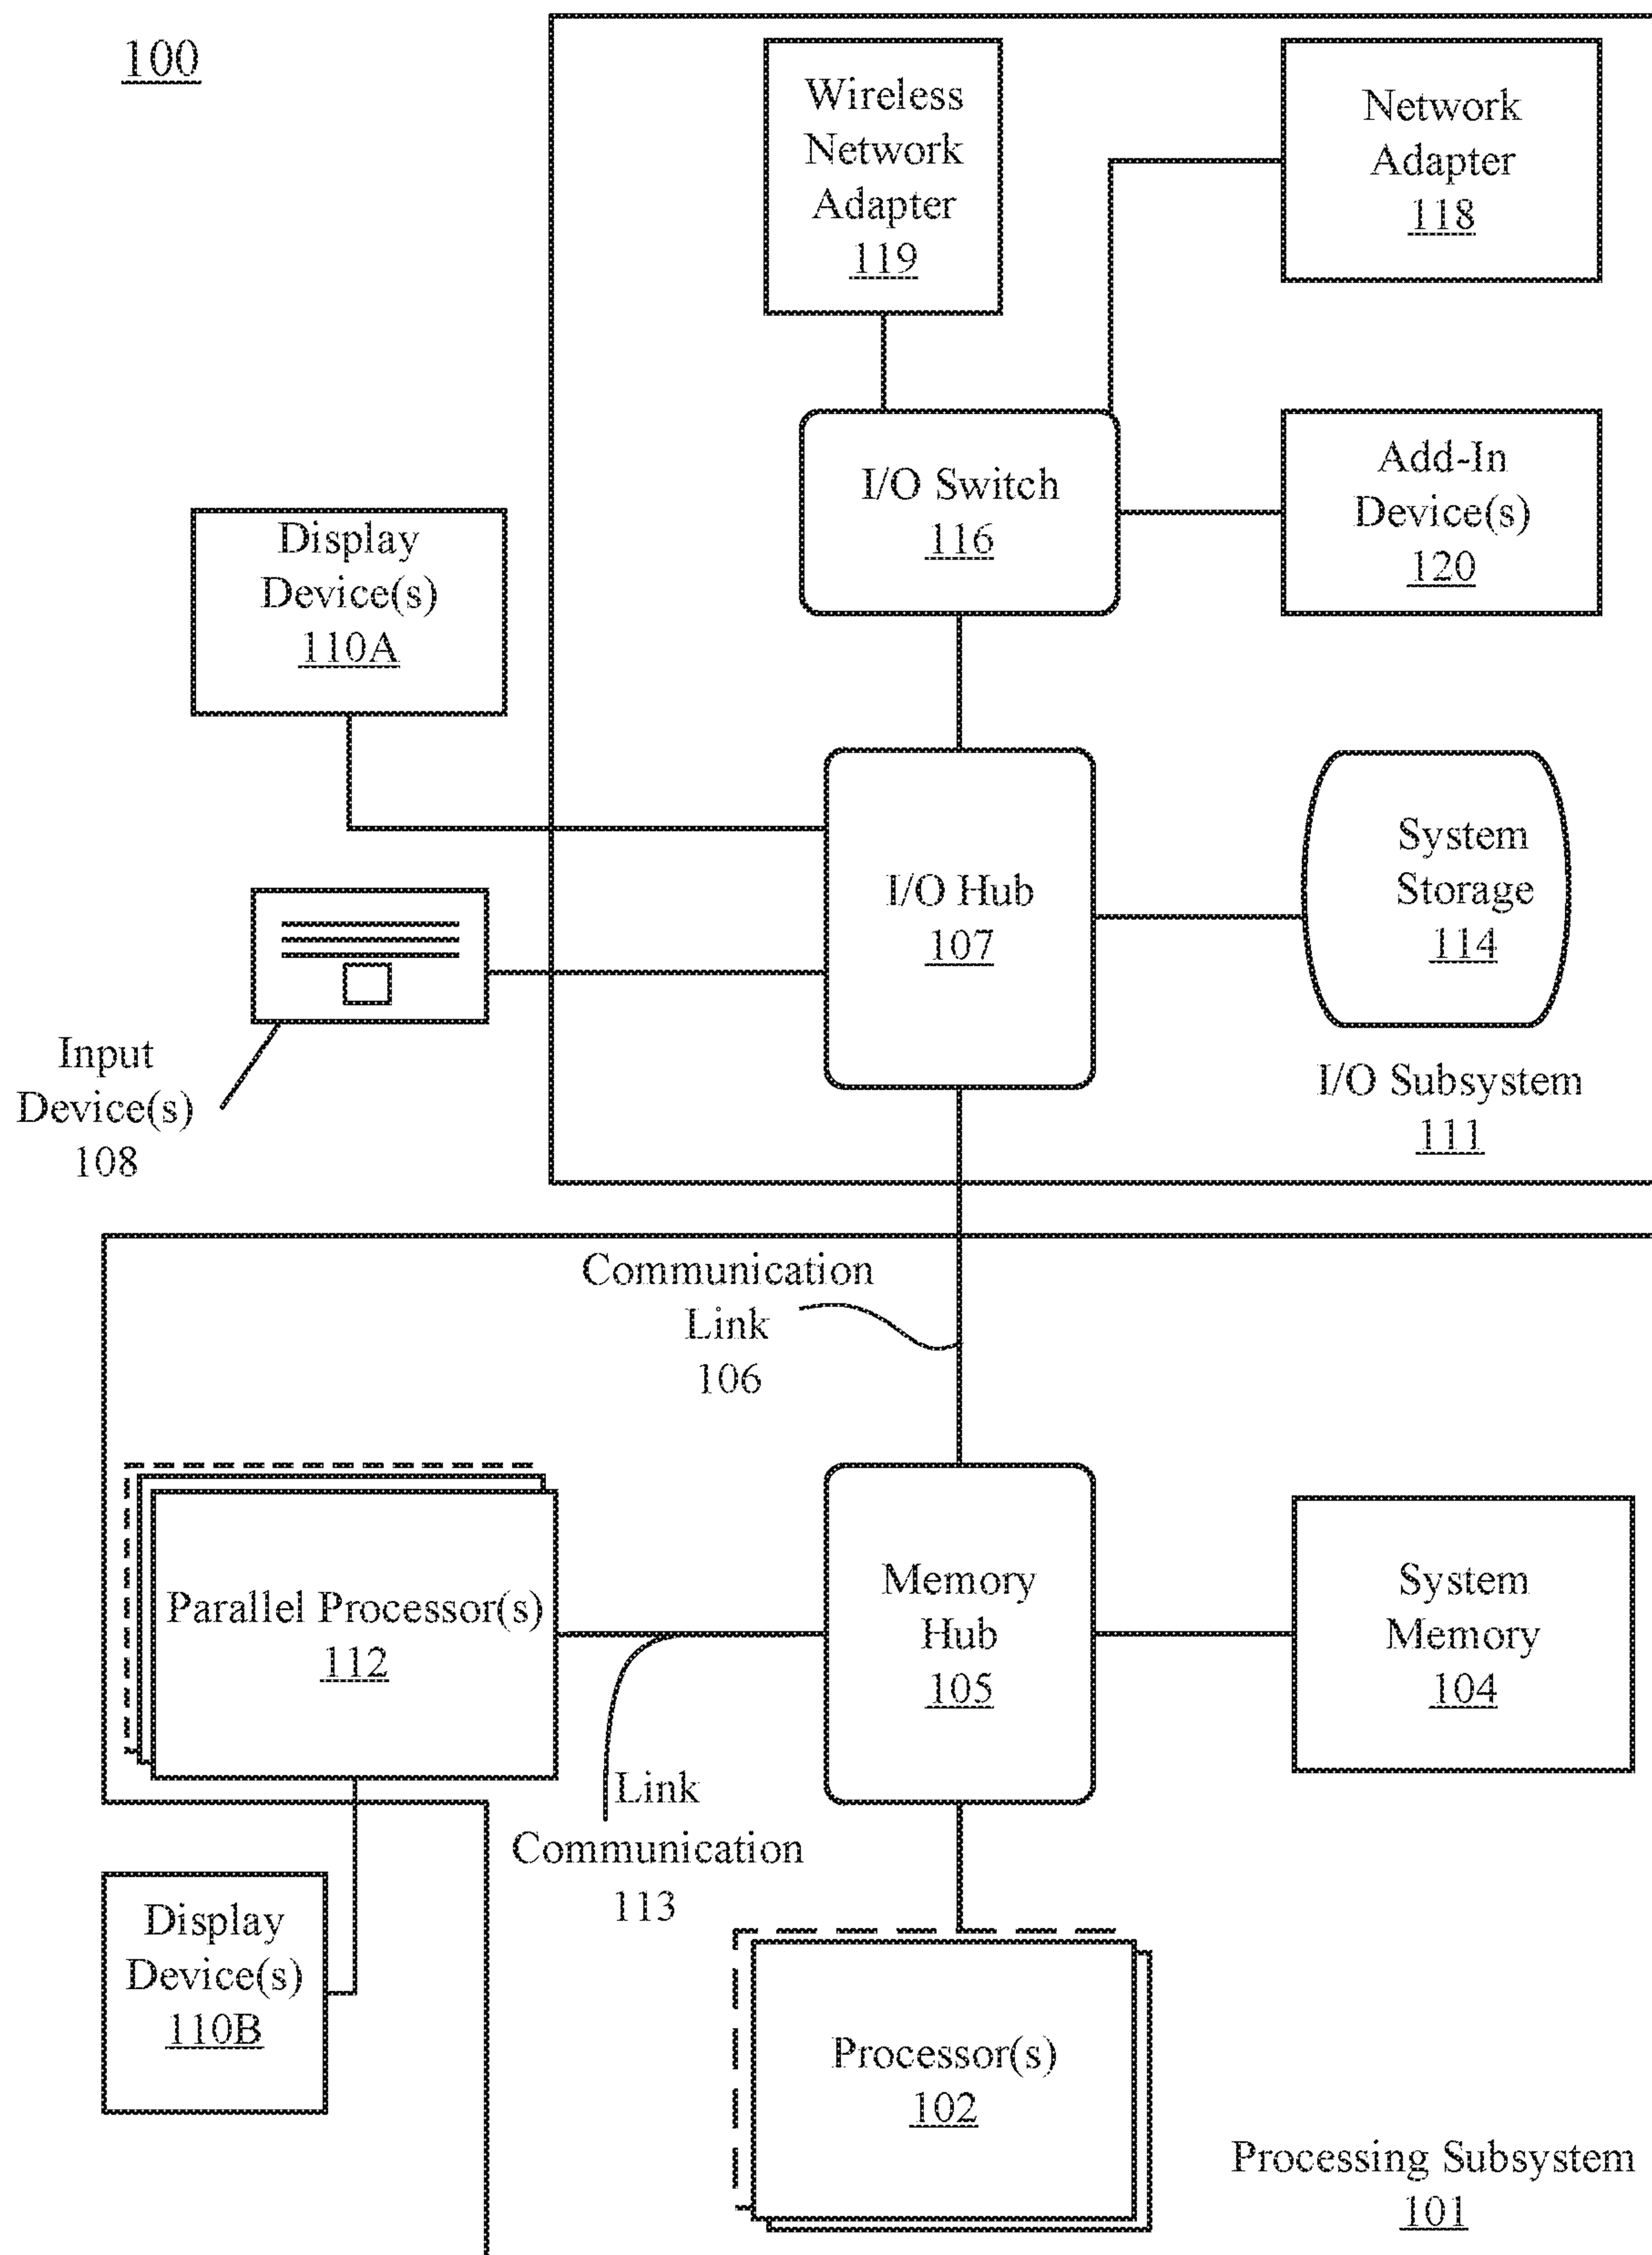 100
Wireless
Network
Adapter
119
Network
Adapter
118
I/O Switch
116
Add-In
Device(s)
120
Display
Device(s)
110A
I/O Hub
107
System
Storage
114
Input
Device(s)
108
I/O Subsystem
111
Communication
Link
106
Parallel Processor(s)
112
Memory
Hub
105
System
Memory
104
Link
Communication
113
Display
Device(s)
110B
Processor(s)
102
Processing Subsystem
101